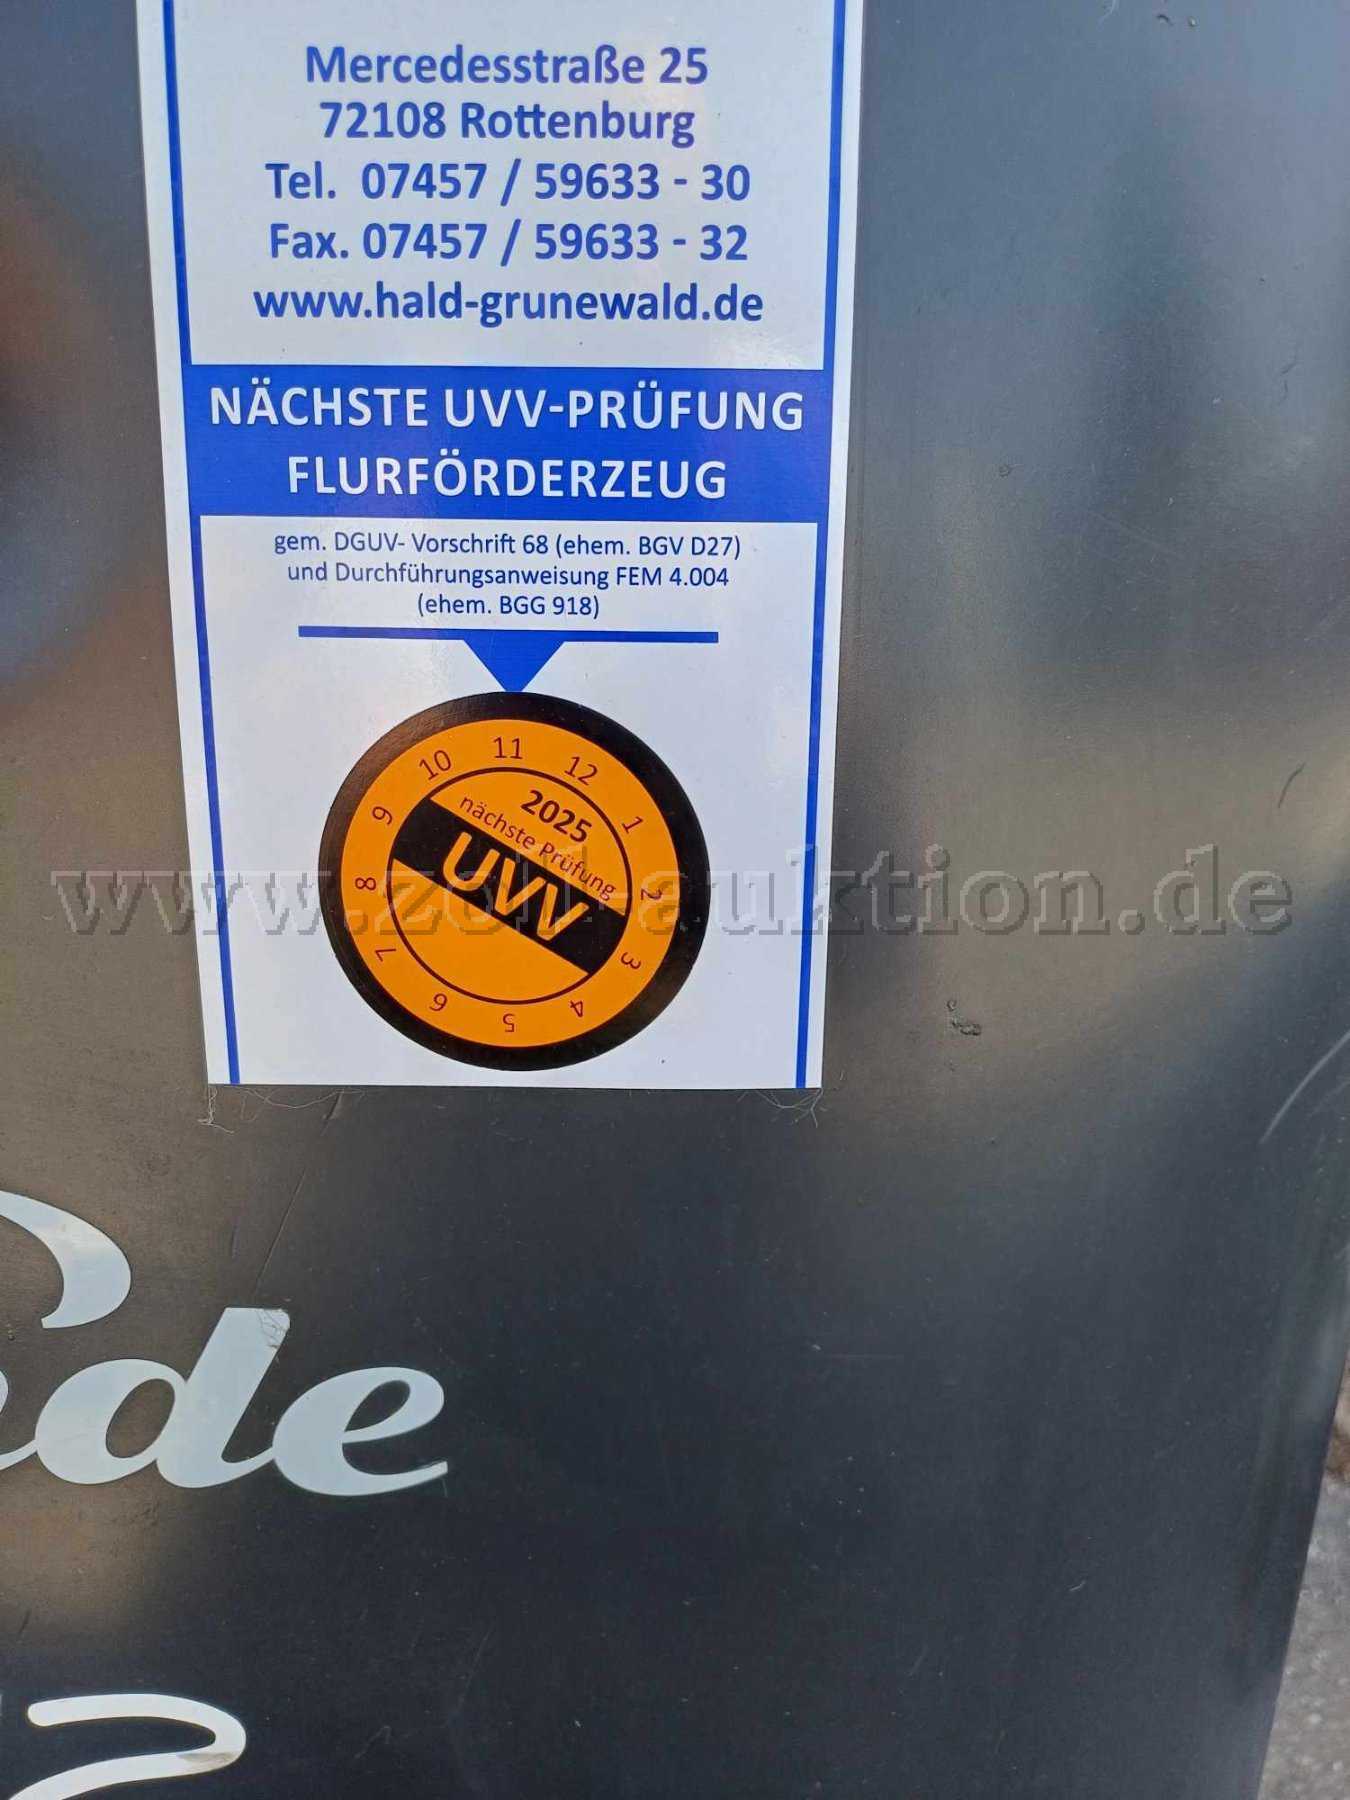 Mercedesstraße 25
72108 Rottenburg
Tel. 07457 / 59633 - 30
Fax. 07457 / 59633 - 32
www.hald-grunewald.de
NÄCHSTE UVV-PRÜFUNG
FLURFÖRDERZEUG
gem. DGUV- Vorschrift 68 (ehem. BGV D27)
und Durchführungsanweisung FEM 4.004
(ehem. BGG 918)
10 11 12 1 2 3 4 5 6 7 8 9
2025
nächste Prüfung
UVV
www.zoll-auktion.de
de